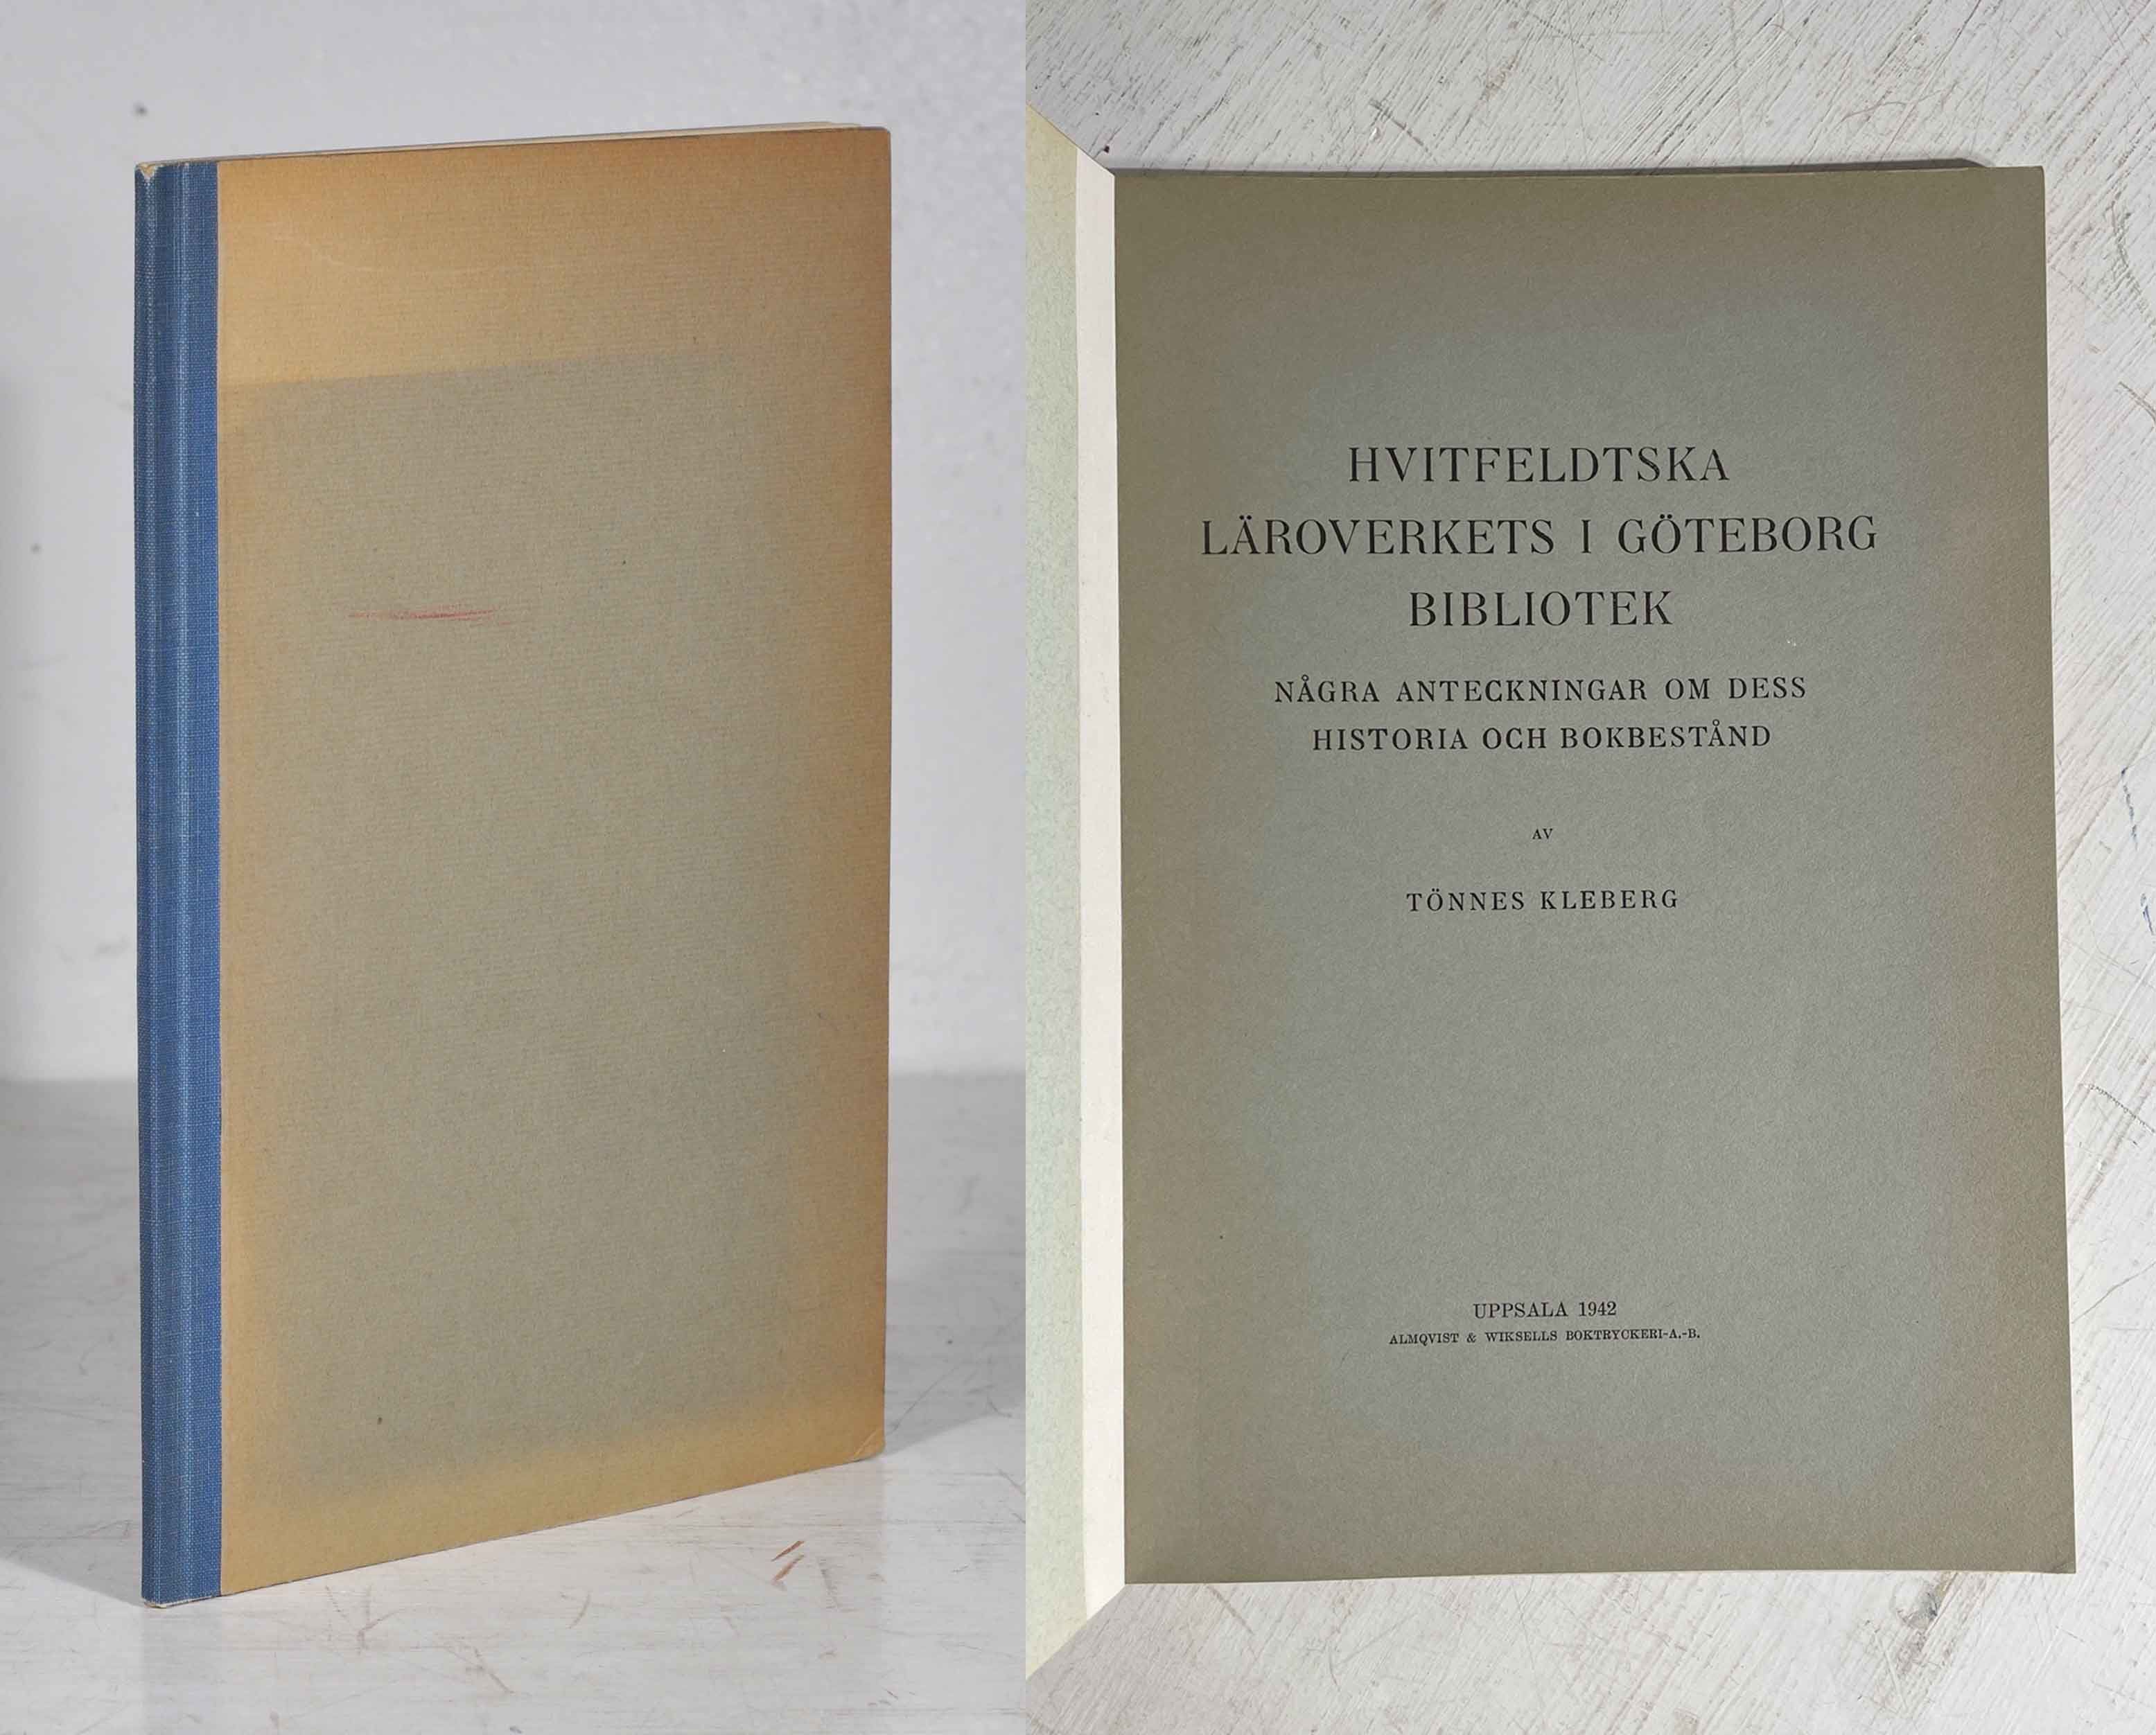 HVITFELDTSKA
LÄROVERKETS I GÖTEBORG
BIBLIOTEK
NÅGRA ANTECKNINGAR OM DESS
HISTORIA OCH BOKBESTÅND
AV
TÖNNES KLEBERG
UPPSALA 1942
ALMQVIST & WIKSELLS BOKTRYCKERI-A.-B.